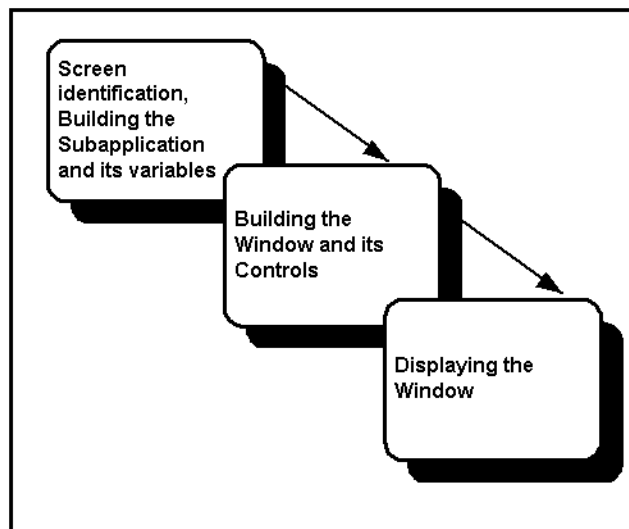 Screen
identification,
Building the
Subapplication
and its variables
Building the
Window and its
Controls
Displaying the
Window